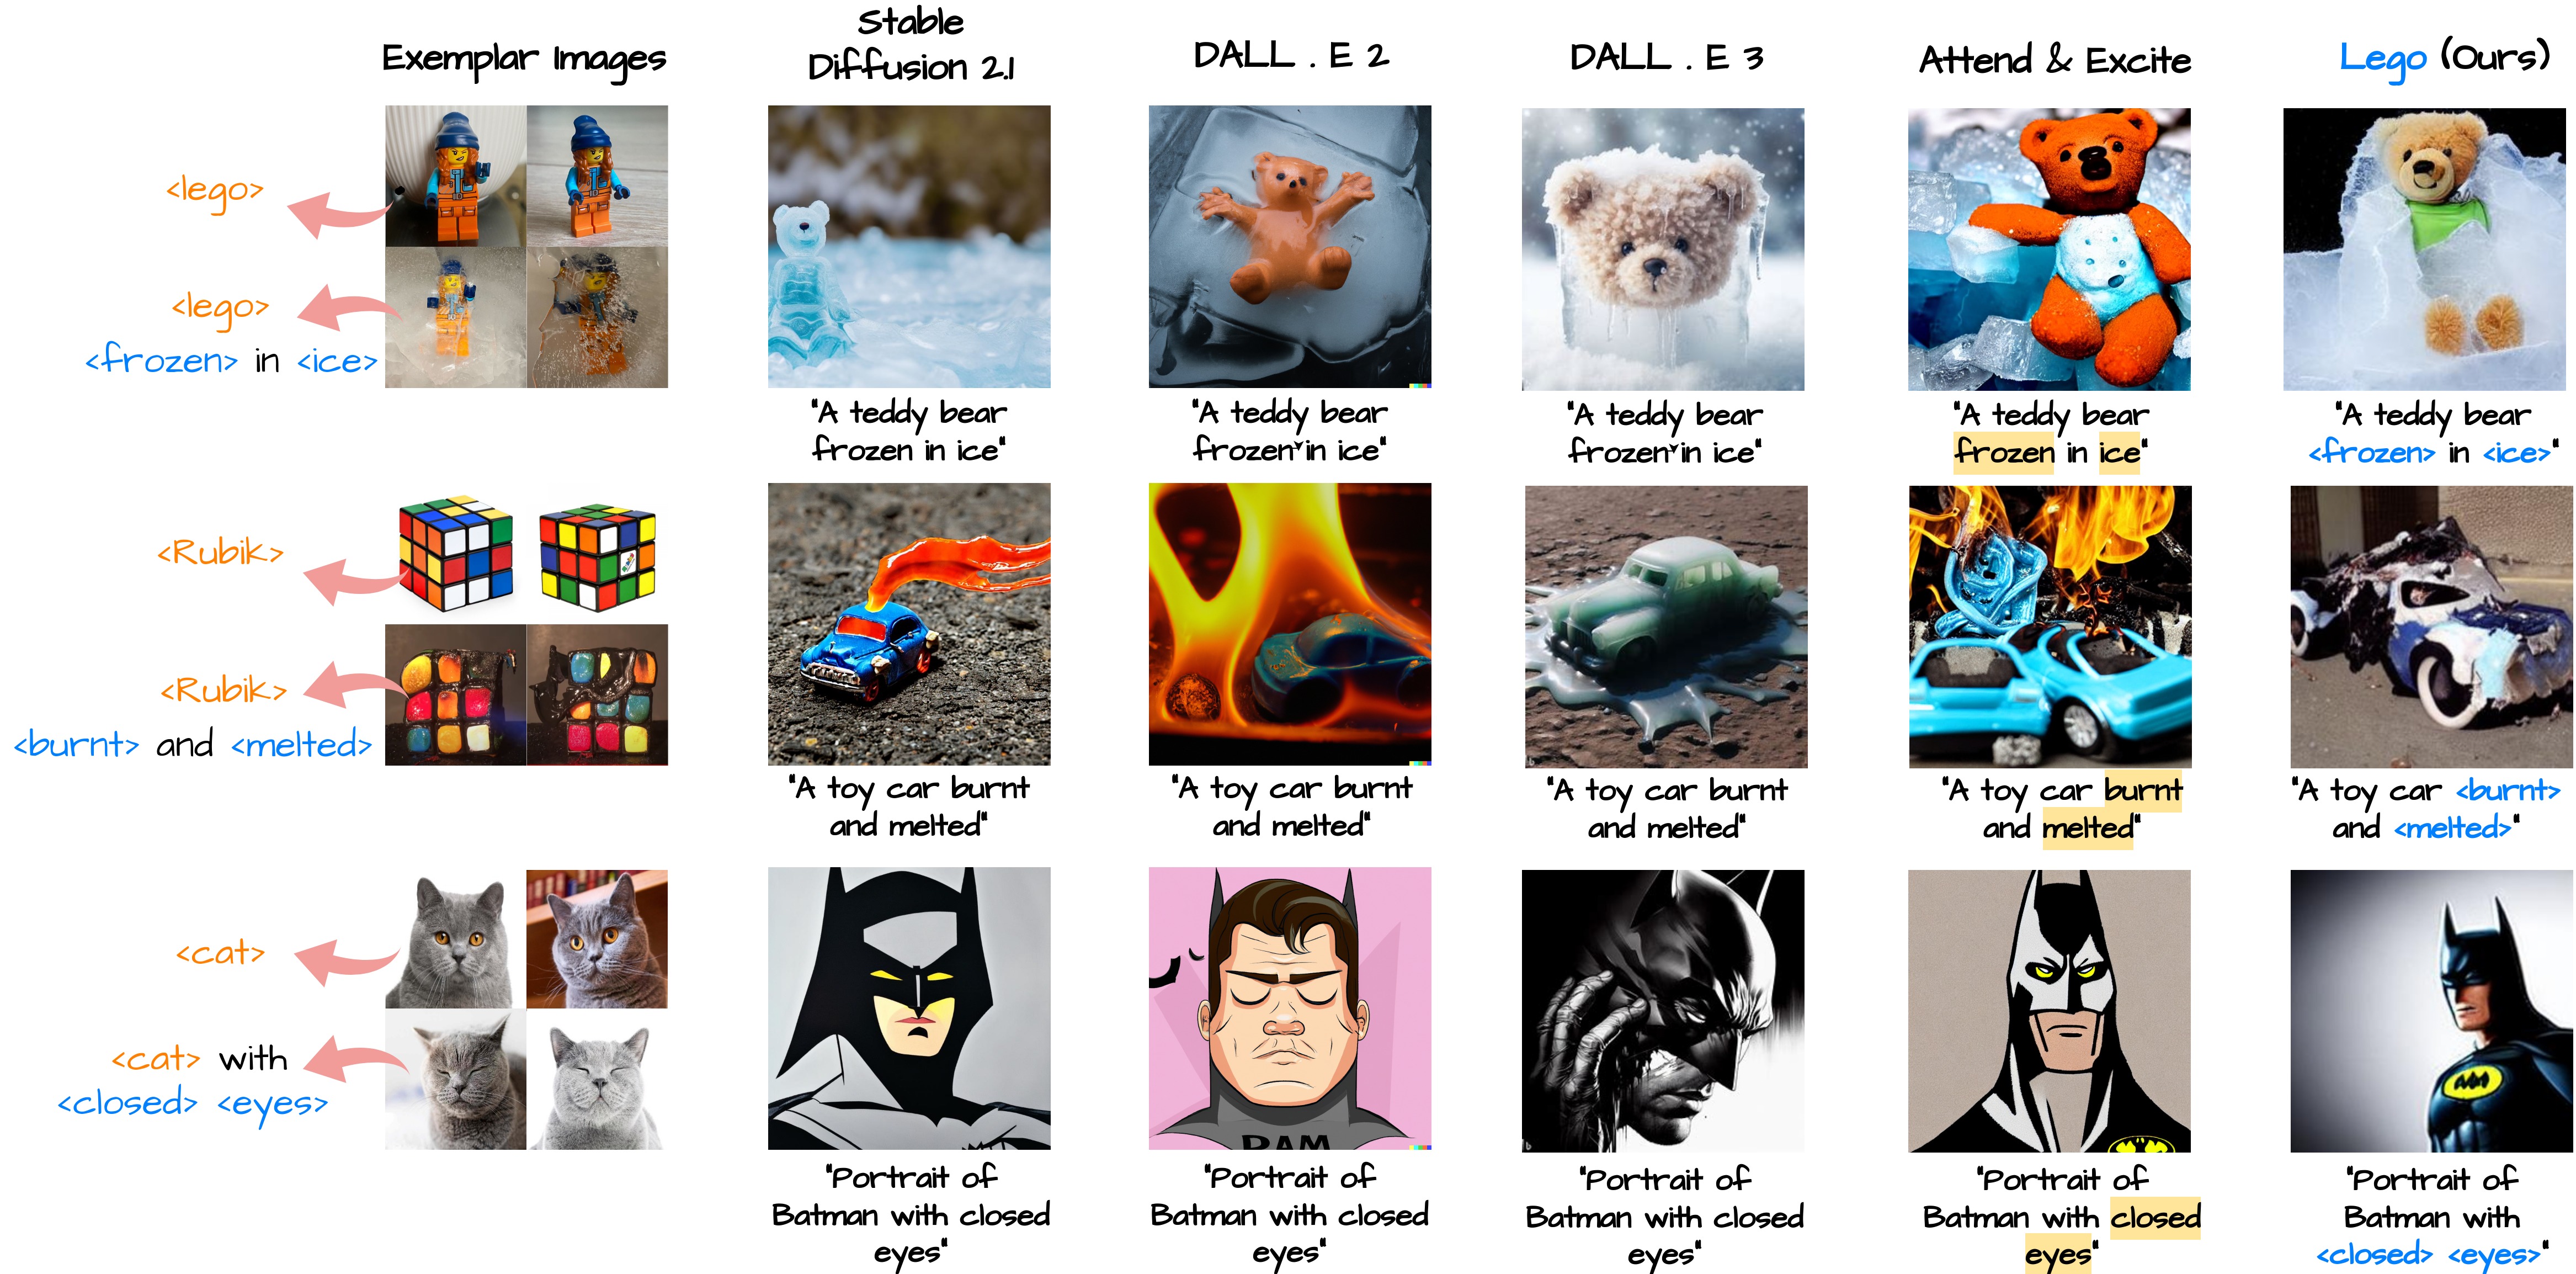 Exemplar Images
Stable
Diffusion 2.1
DALL . E 2
DALL . E 3
Attend & Excite
Lego (Ours)
<lego>
<lego>
<frozen> in <ice>
"A teddy bear
frozen in ice"
"A teddy bear
frozen in ice"
"A teddy bear
frozen in ice"
"A teddy bear
frozen in ice"
"A teddy bear
<frozen> in <ice>"
<Rubik>
<Rubik>
<burnt> and <melted>
"A toy car burnt
and melted"
"A toy car burnt
and melted"
"A toy car burnt
and melted"
"A toy car burnt
and melted"
"A toy car <burnt>
and <melted>"
<cat>
<cat> with
<closed> <eyes>
"Portrait of
Batman with closed
eyes"
"Portrait of
Batman with closed
eyes"
"Portrait of
Batman with closed
eyes"
"Portrait of
Batman with closed
eyes"
"Portrait of
Batman with
<closed> <eyes>"